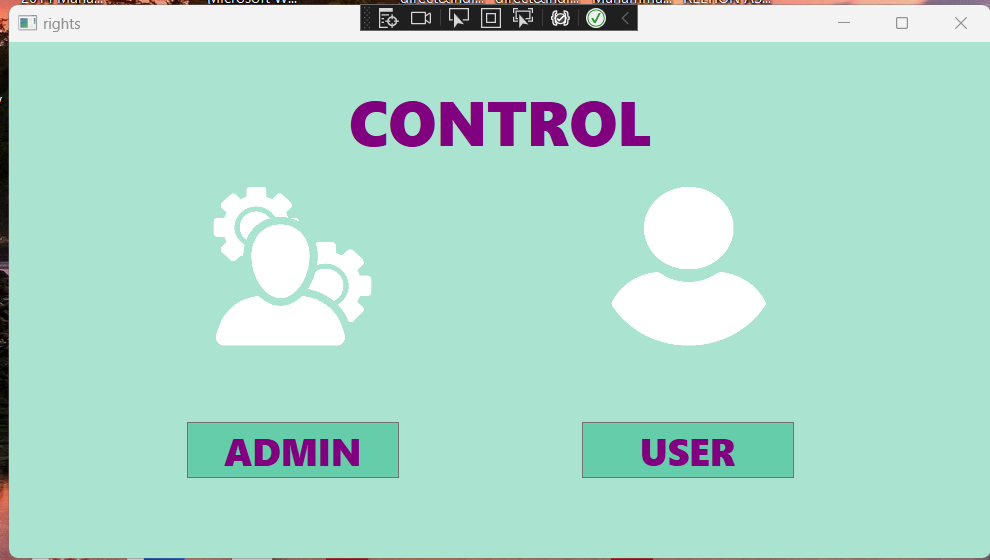 rights
CONTROL
ADMIN
USER